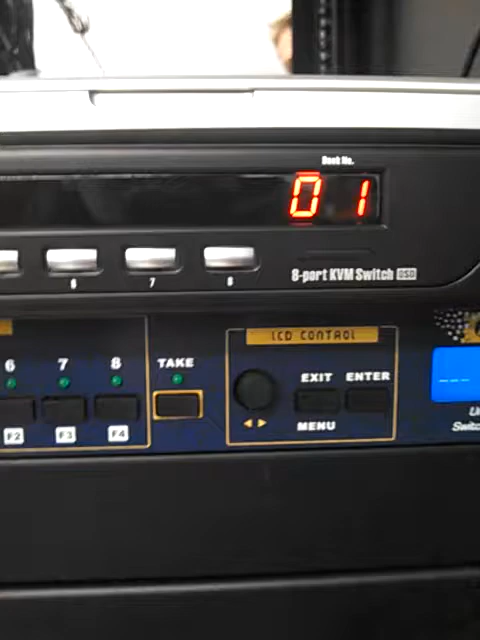 Bank No.
01
6 7 8
8-port KVM Switch OSD
LCD CONTROL
6 7 8 TAKE
EXIT ENTER
F2 F3 F4
MENU